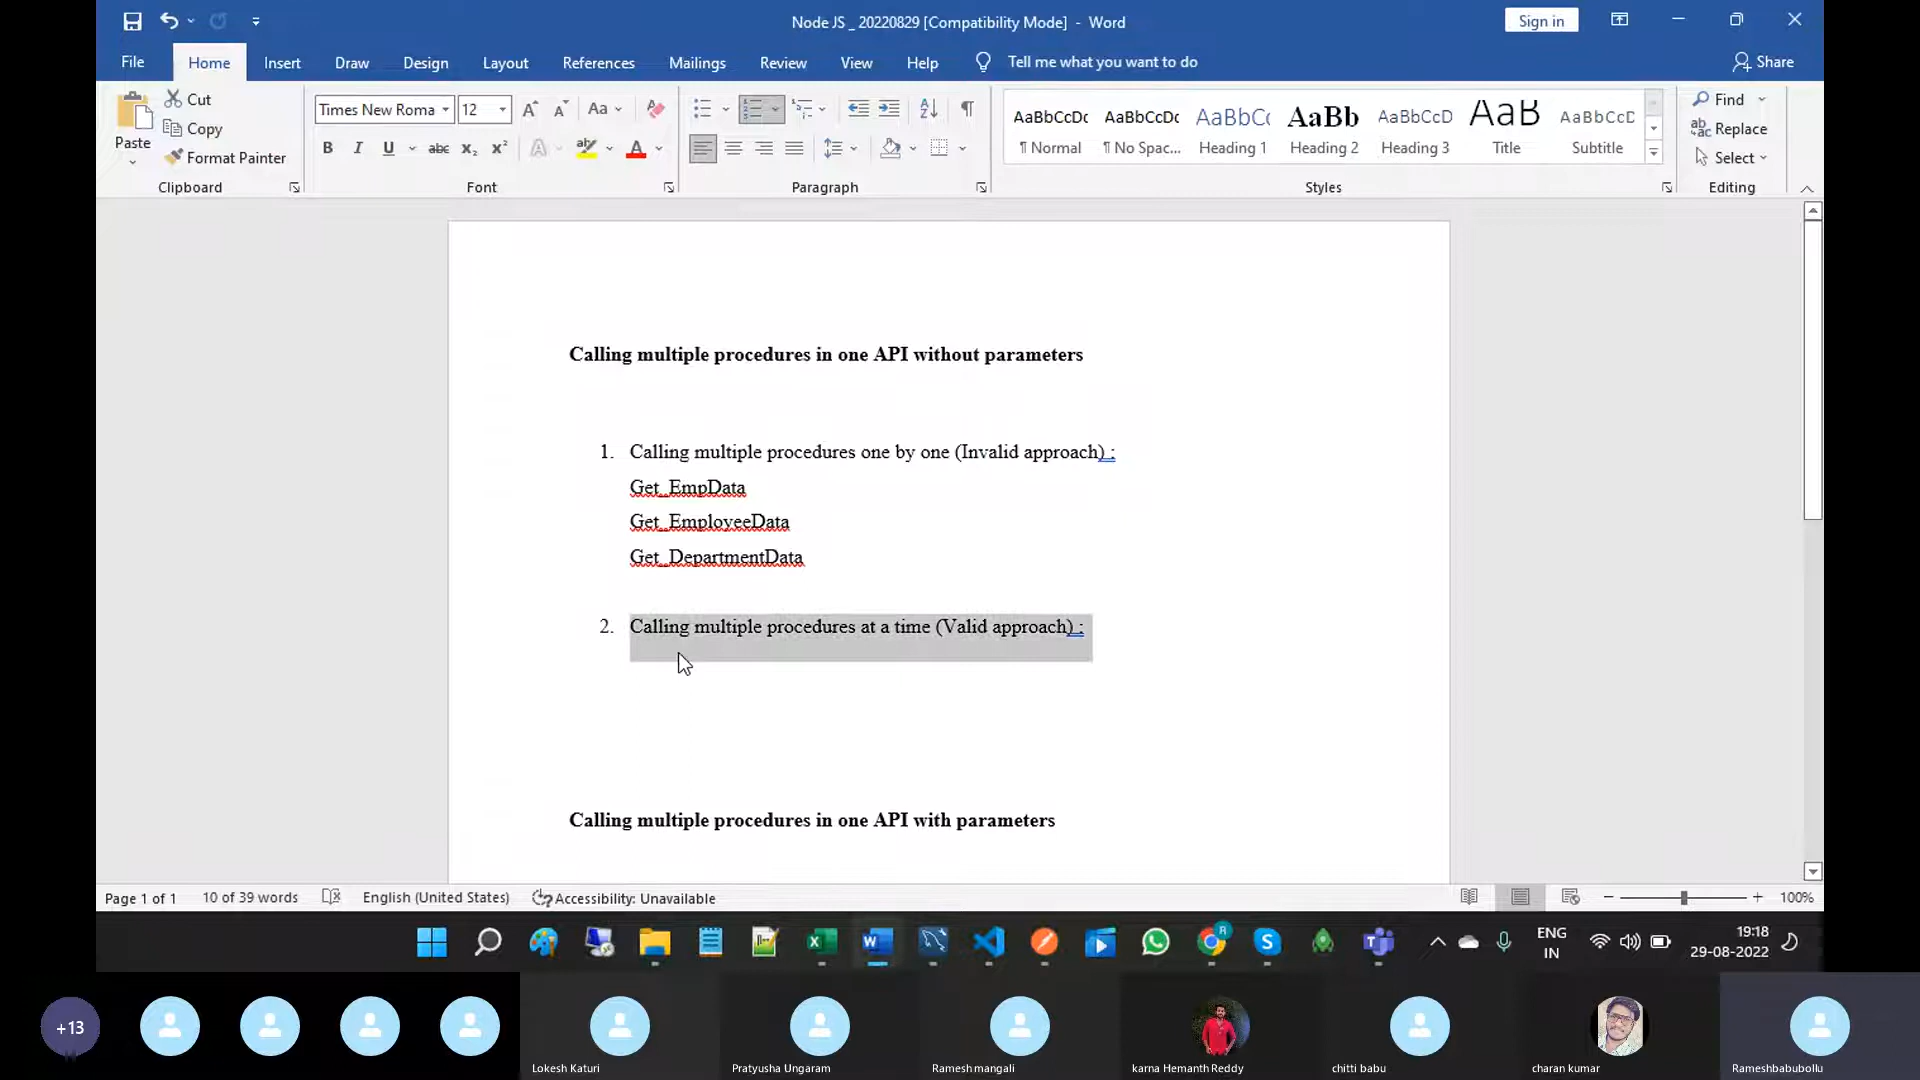 Node JS _ 20220829 [Compatibility Mode] - Word
Sign in
File Home Insert Draw Design Layout References Mailings Review View Help Tell me what you want to do Share
Paste
Cut
Copy
Format Painter
Clipboard
Times New Roma 12
Font
Paragraph
AaBbCcDc AaBbCcDc AaBbCc AaBb AaBbCcD AaB AaBbCcD
¶ Normal ¶ No Spac... Heading 1 Heading 2 Heading 3 Title Subtitle
Styles
Find
Replace
Select
Editing
Calling multiple procedures in one API without parameters
1. Calling multiple procedures one by one (Invalid approach) :
Get_EmpData
Get_EmployeeData
Get_DepartmentData
2. Calling multiple procedures at a time (Valid approach) :
Calling multiple procedures in one API with parameters
Page 1 of 1 10 of 39 words English (United States) Accessibility: Unavailable 100%
ENG
IN
19:18
29-08-2022
+13
Lokesh Katuri
Pratyusha Ungaram
Ramesh mangali
karna Hemanth Reddy
chitti babu
charan kumar
Rameshbabubollu